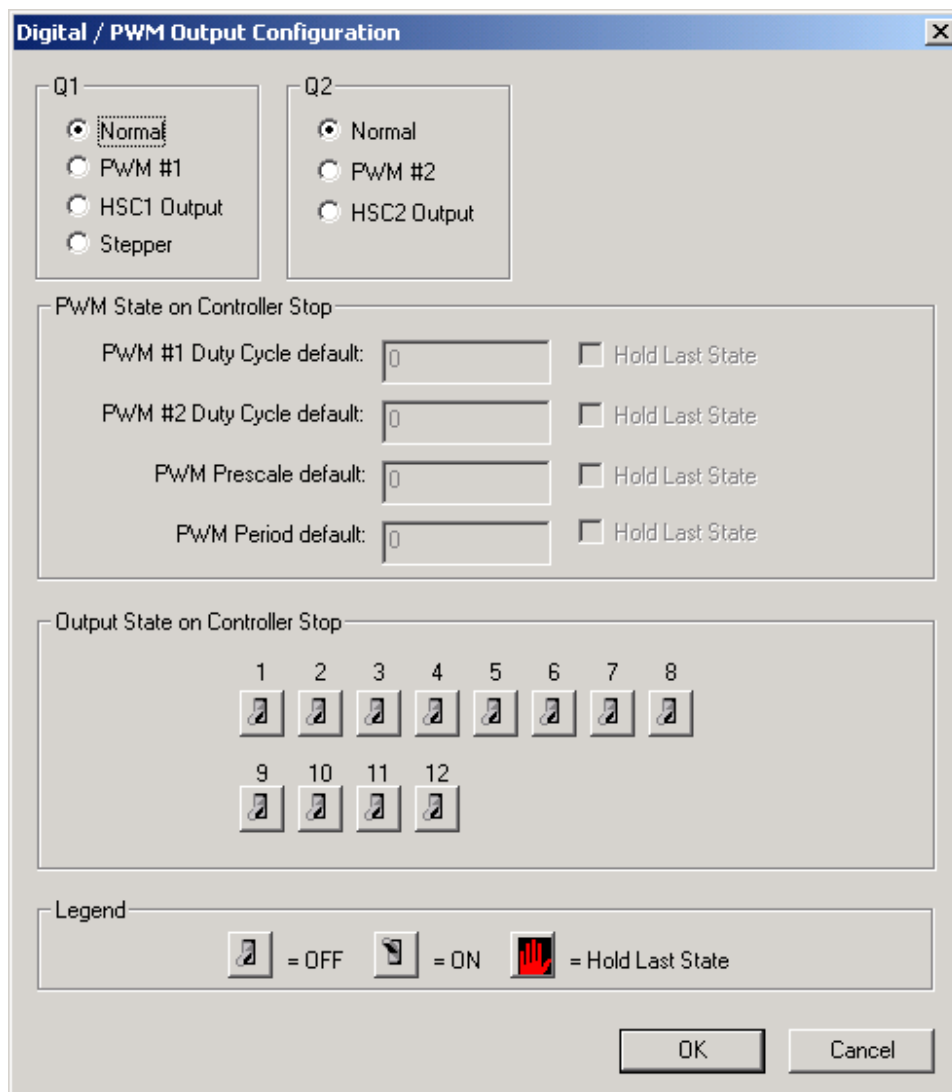 Digital / PWM Output Configuration
Q1
Normal
PWM #1
HSC1 Output
Stepper
Q2
Normal
PWM #2
HSC2 Output
PWM State on Controller Stop
PWM #1 Duty Cycle default: 0 Hold Last State
PWM #2 Duty Cycle default: 0 Hold Last State
PWM Prescale default: 0 Hold Last State
PWM Period default: 0 Hold Last State
Output State on Controller Stop
1 2 3 4 5 6 7 8
9 10 11 12
Legend
= OFF = ON = Hold Last State
OK Cancel